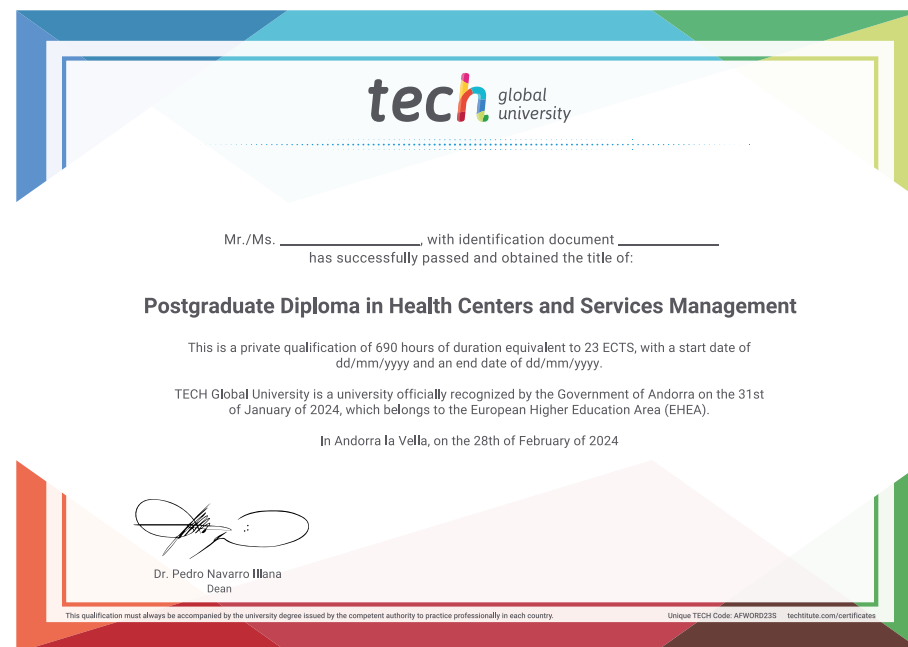 tech global university
Mr./Ms. ____________________, with identification document ______________
has successfully passed and obtained the title of:
Postgraduate Diploma in Health Centers and Services Management
This is a private qualification of 690 hours of duration equivalent to 23 ECTS, with a start date of
dd/mm/yyyy and an end date of dd/mm/yyyy.
TECH Global University is a university officially recognized by the Government of Andorra on the 31st
of January of 2024, which belongs to the European Higher Education Area (EHEA).
In Andorra la Vella, on the 28th of February of 2024
Dr. Pedro Navarro Illana
Dean
This qualification must always be accompanied by the university degree issued by the competent authority to practice professionally in each country. Unique TECH Code: AFWORD23S techtitute.com/certificates